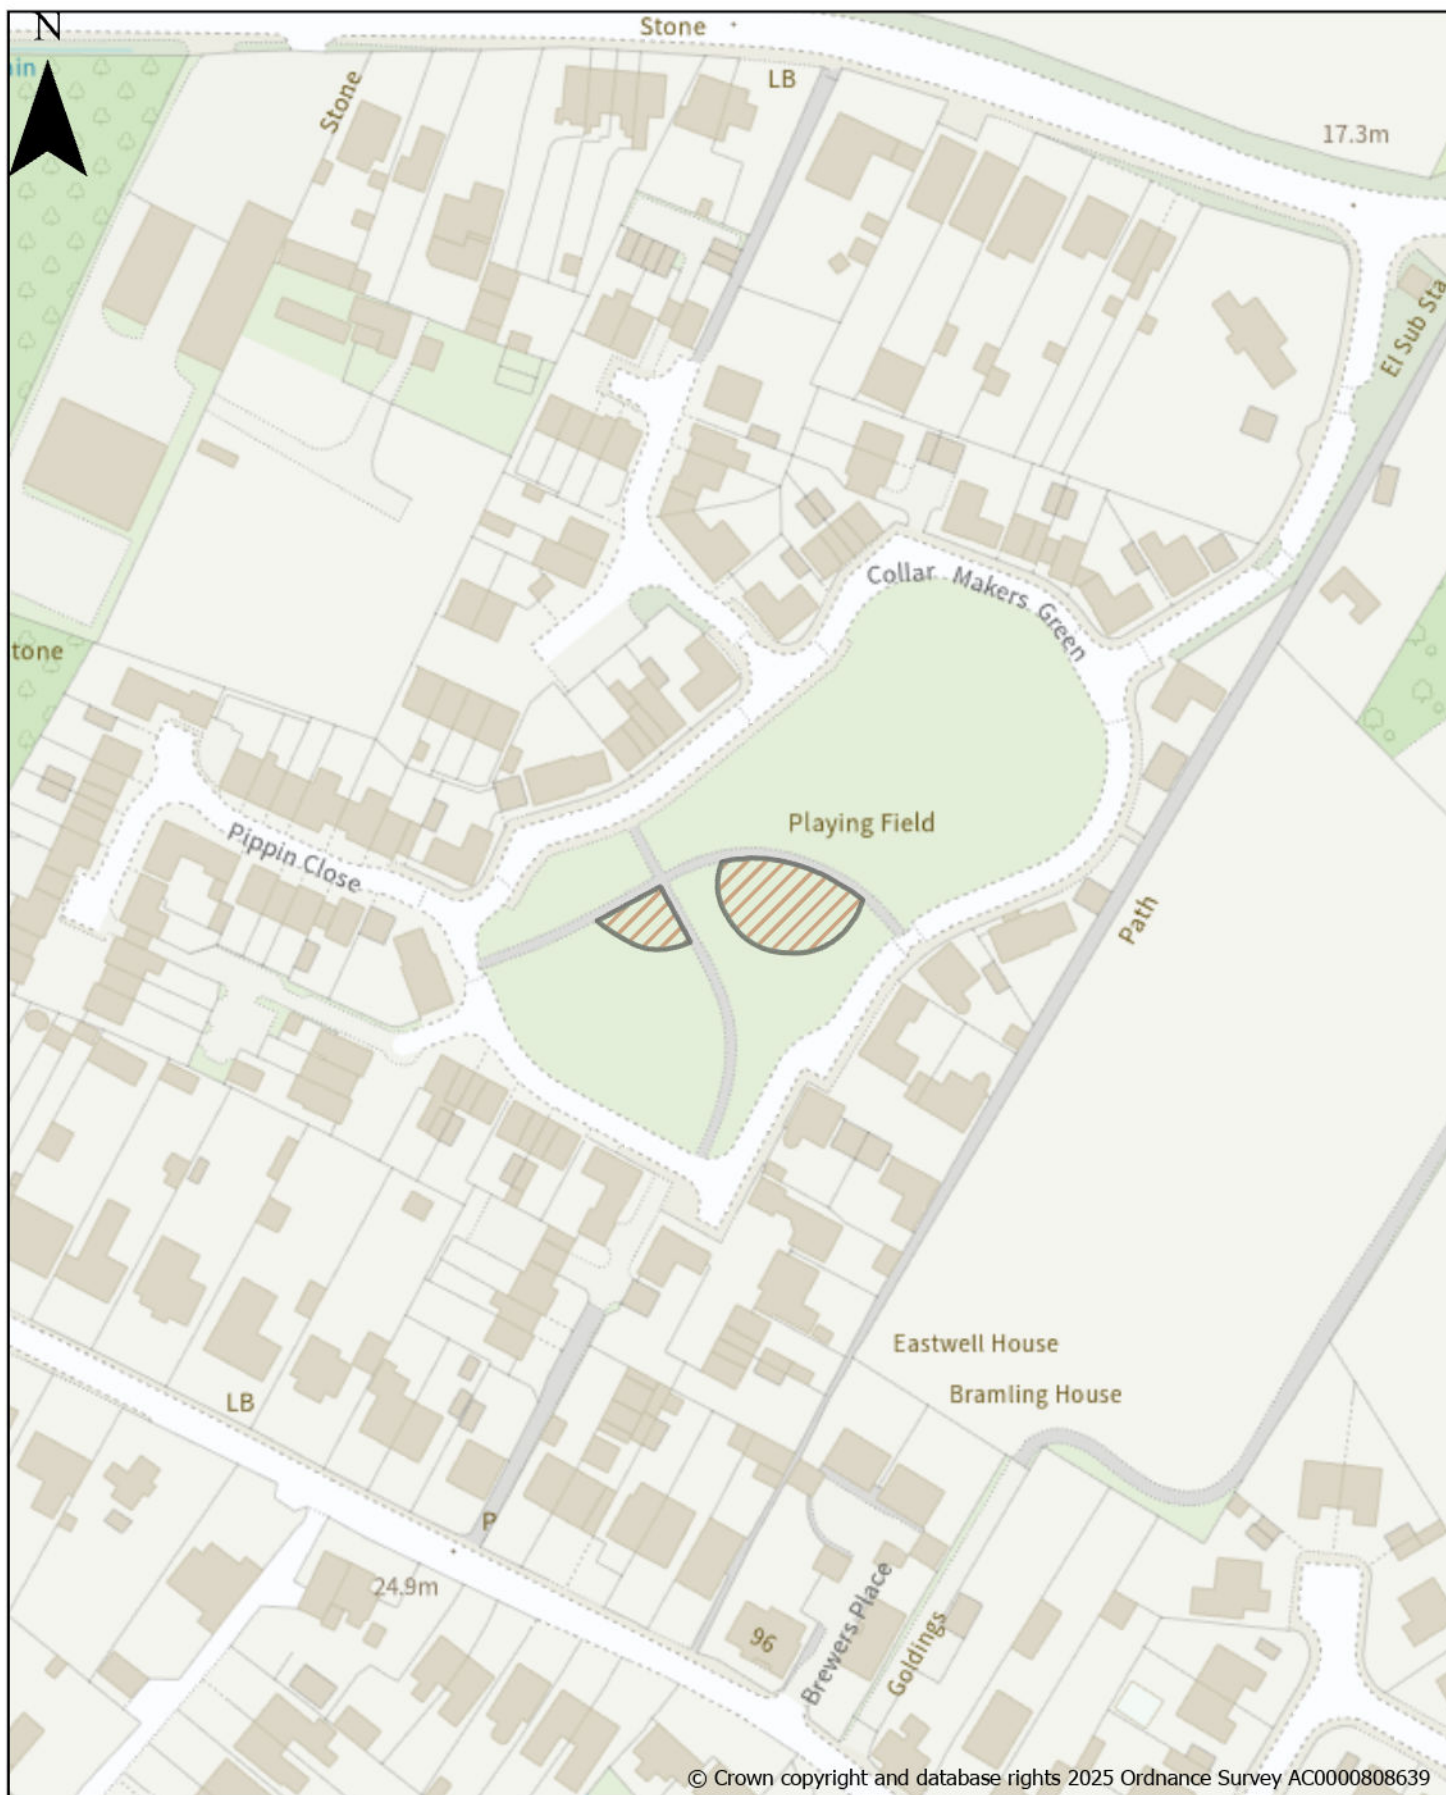 N
Stone
LB
Stone
17.3m
El Sub Sta
Collar Makers Green
Playing Field
Pippin Close
Path
Eastwell House
Bramling House
LB
P
24.9m
96
Brewers Place
Goldings
© Crown copyright and database rights 2025 Ordnance Survey AC0000808639